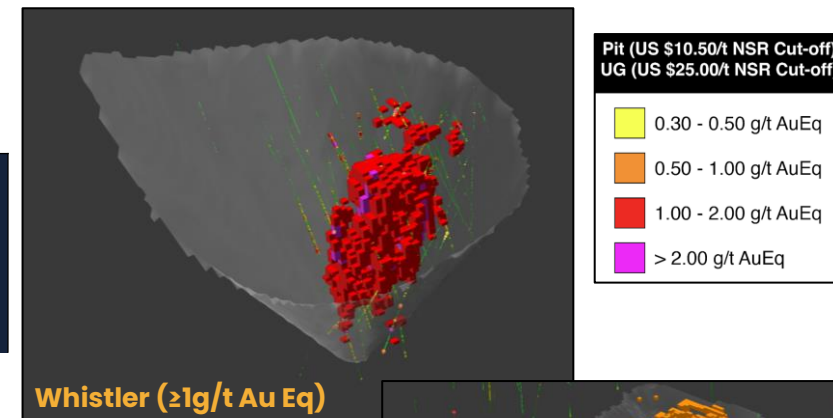 Pit (US $10.50/t NSR Cut-off)
UG (US $25.00/t NSR Cut-off
0.30 - 0.50 g/t AuEq
0.50 - 1.00 g/t AuEq
1.00 - 2.00 g/t AuEq
> 2.00 g/t AuEq
Whistler (≥1g/t Au Eq)